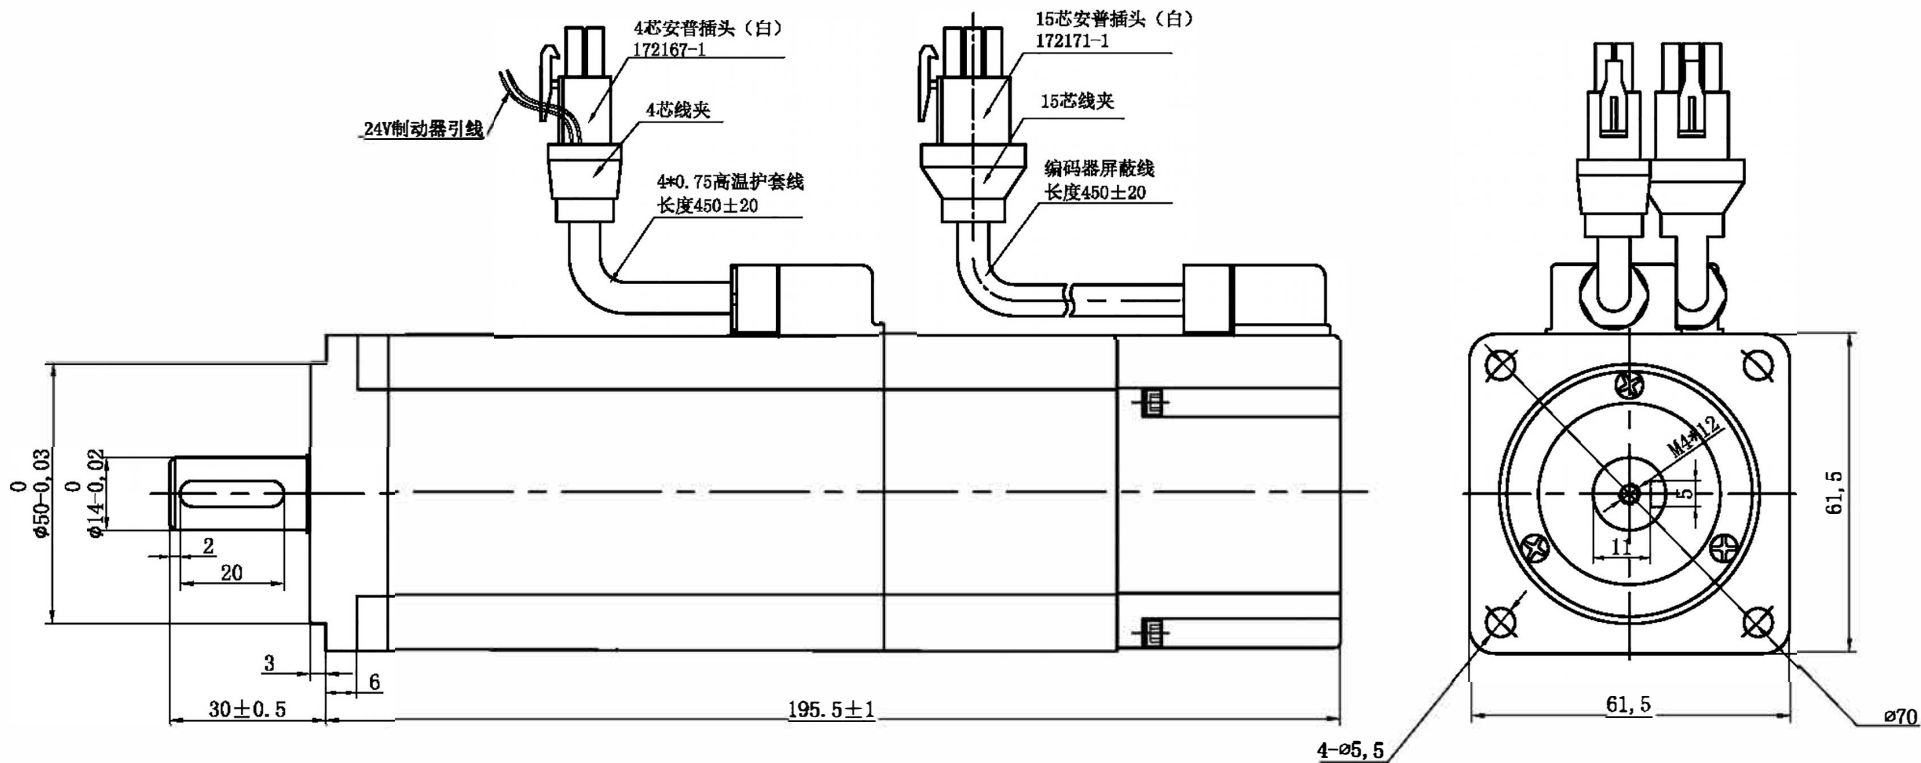 4芯安普插头（白）
172167-1
24V制动器引线
4芯线夹
4*0.75高温护套线
长度450±20
15芯安普插头（白）
172171-1
15芯线夹
编码器屏蔽线
长度450±20
0
φ50-0,03
0
φ14-0,02
2
20
3
6
30±0.5
195.5±1
M4*12
5
11
61,5
61,5
4-⌀5,5
⌀70